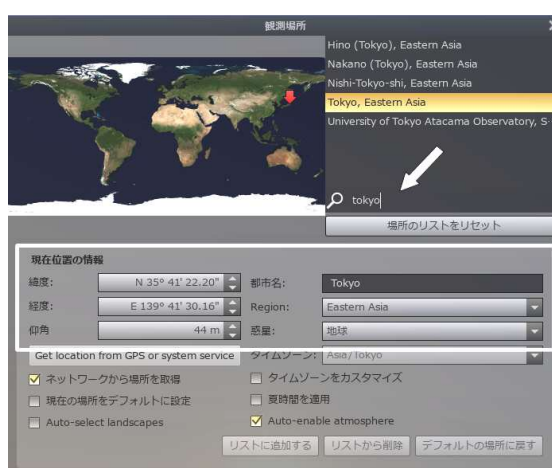 観測場所
Hino (Tokyo), Eastern Asia
Nakano (Tokyo), Eastern Asia
Nishi-Tokyo-shi, Eastern Asia
Tokyo, Eastern Asia
University of Tokyo Atacama Observatory, S
tokyo
場所のリストをリセット
現在位置の情報
緯度: N 35º 41' 22.20" 都市名: Tokyo
経度: E 139º 41' 30.16" Region: Eastern Asia
仰角 44 m 惑星: 地球
Get location from GPS or system service タイムゾーン: Asia/Tokyo
ネットワークから場所を取得 タイムゾーンをカスタマイズ
現在の場所をデフォルトに設定 夏時間を適用
Auto-select landscapes Auto-enable atmosphere
リストに追加する リストから削除 デフォルトの場所に戻す